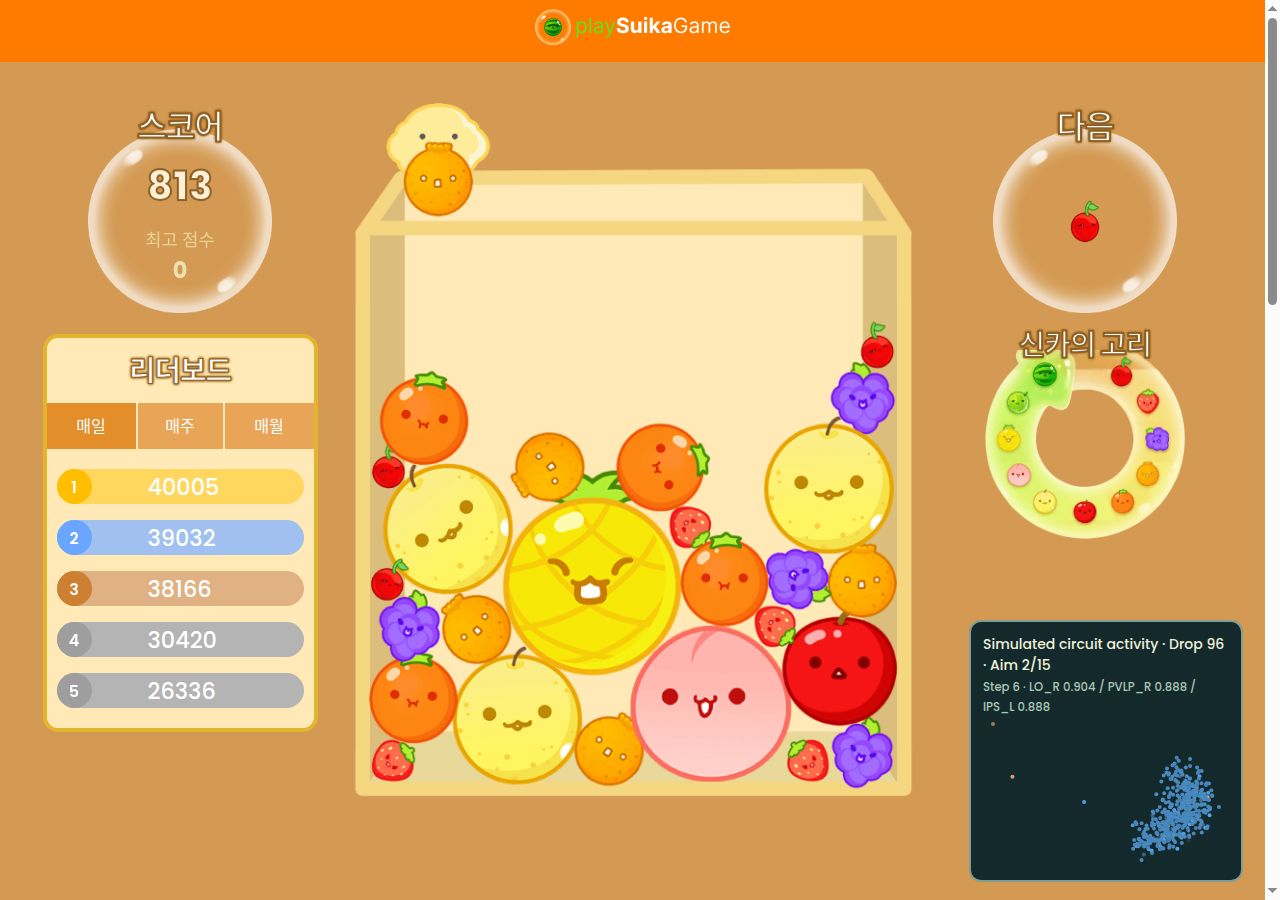 playSuikaGame
스코어
813
최고 점수
0
다음
리더보드
매일 매주 매월
1 40005
2 39032
3 38166
4 30420
5 26336
신카의 고리
Simulated circuit activity · Drop 96
· Aim 2/15
Step 6 · LO_R 0.904 / PVLP_R 0.888 /
IPS_L 0.888